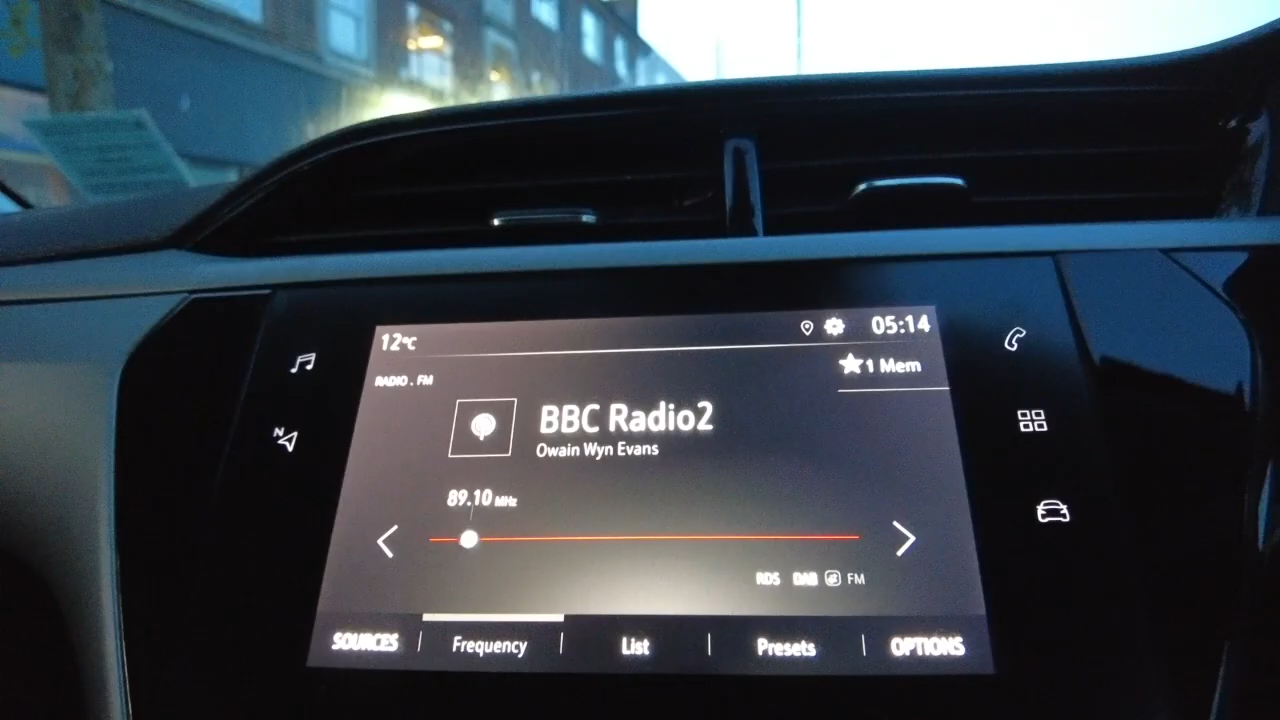 12°C
05:14
RADIO . FM
1 Mem
BBC Radio2
Owain Wyn Evans
N
89.10 MHz
RDS DAB FM
SOURCES Frequency List Presets OPTIONS